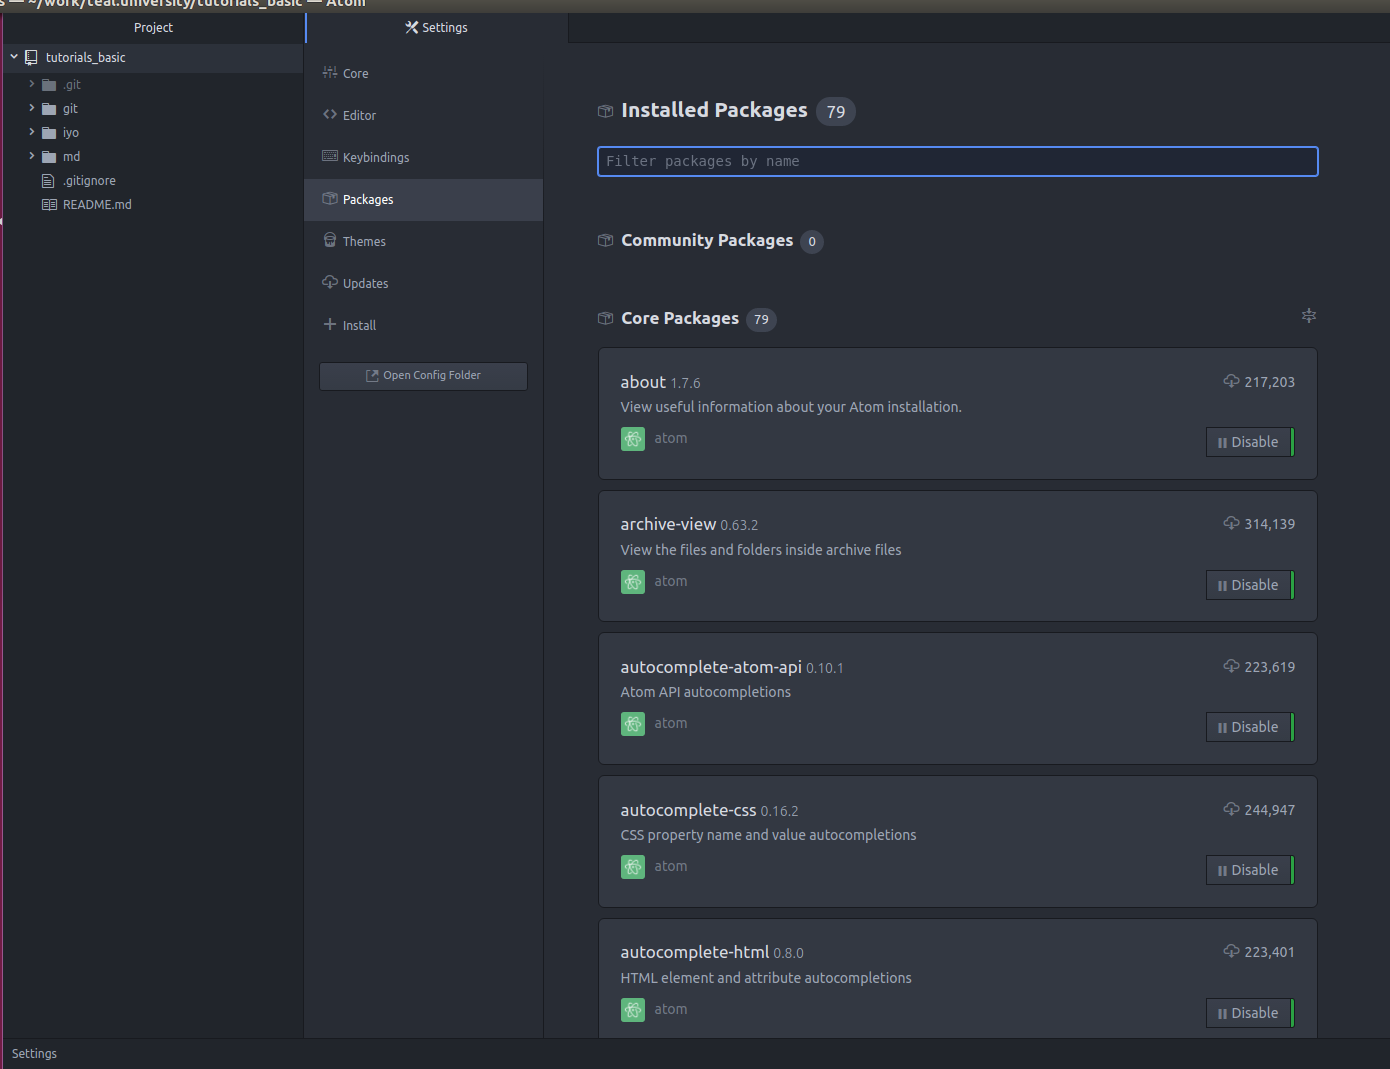 s — ~/work/teal.university/tutorials_basic — Atom
Project
tutorials_basic
.git
git
iyo
md
.gitignore
README.md
Settings
Core
Editor
Keybindings
Packages
Themes
Updates
Install
Open Config Folder
Installed Packages 79
Filter packages by name
Community Packages 0
Core Packages 79
about 1.7.6 217,203
View useful information about your Atom installation.
atom Disable
archive-view 0.63.2 314,139
View the files and folders inside archive files
atom Disable
autocomplete-atom-api 0.10.1 223,619
Atom API autocompletions
atom Disable
autocomplete-css 0.16.2 244,947
CSS property name and value autocompletions
atom Disable
autocomplete-html 0.8.0 223,401
HTML element and attribute autocompletions
atom Disable
Settings